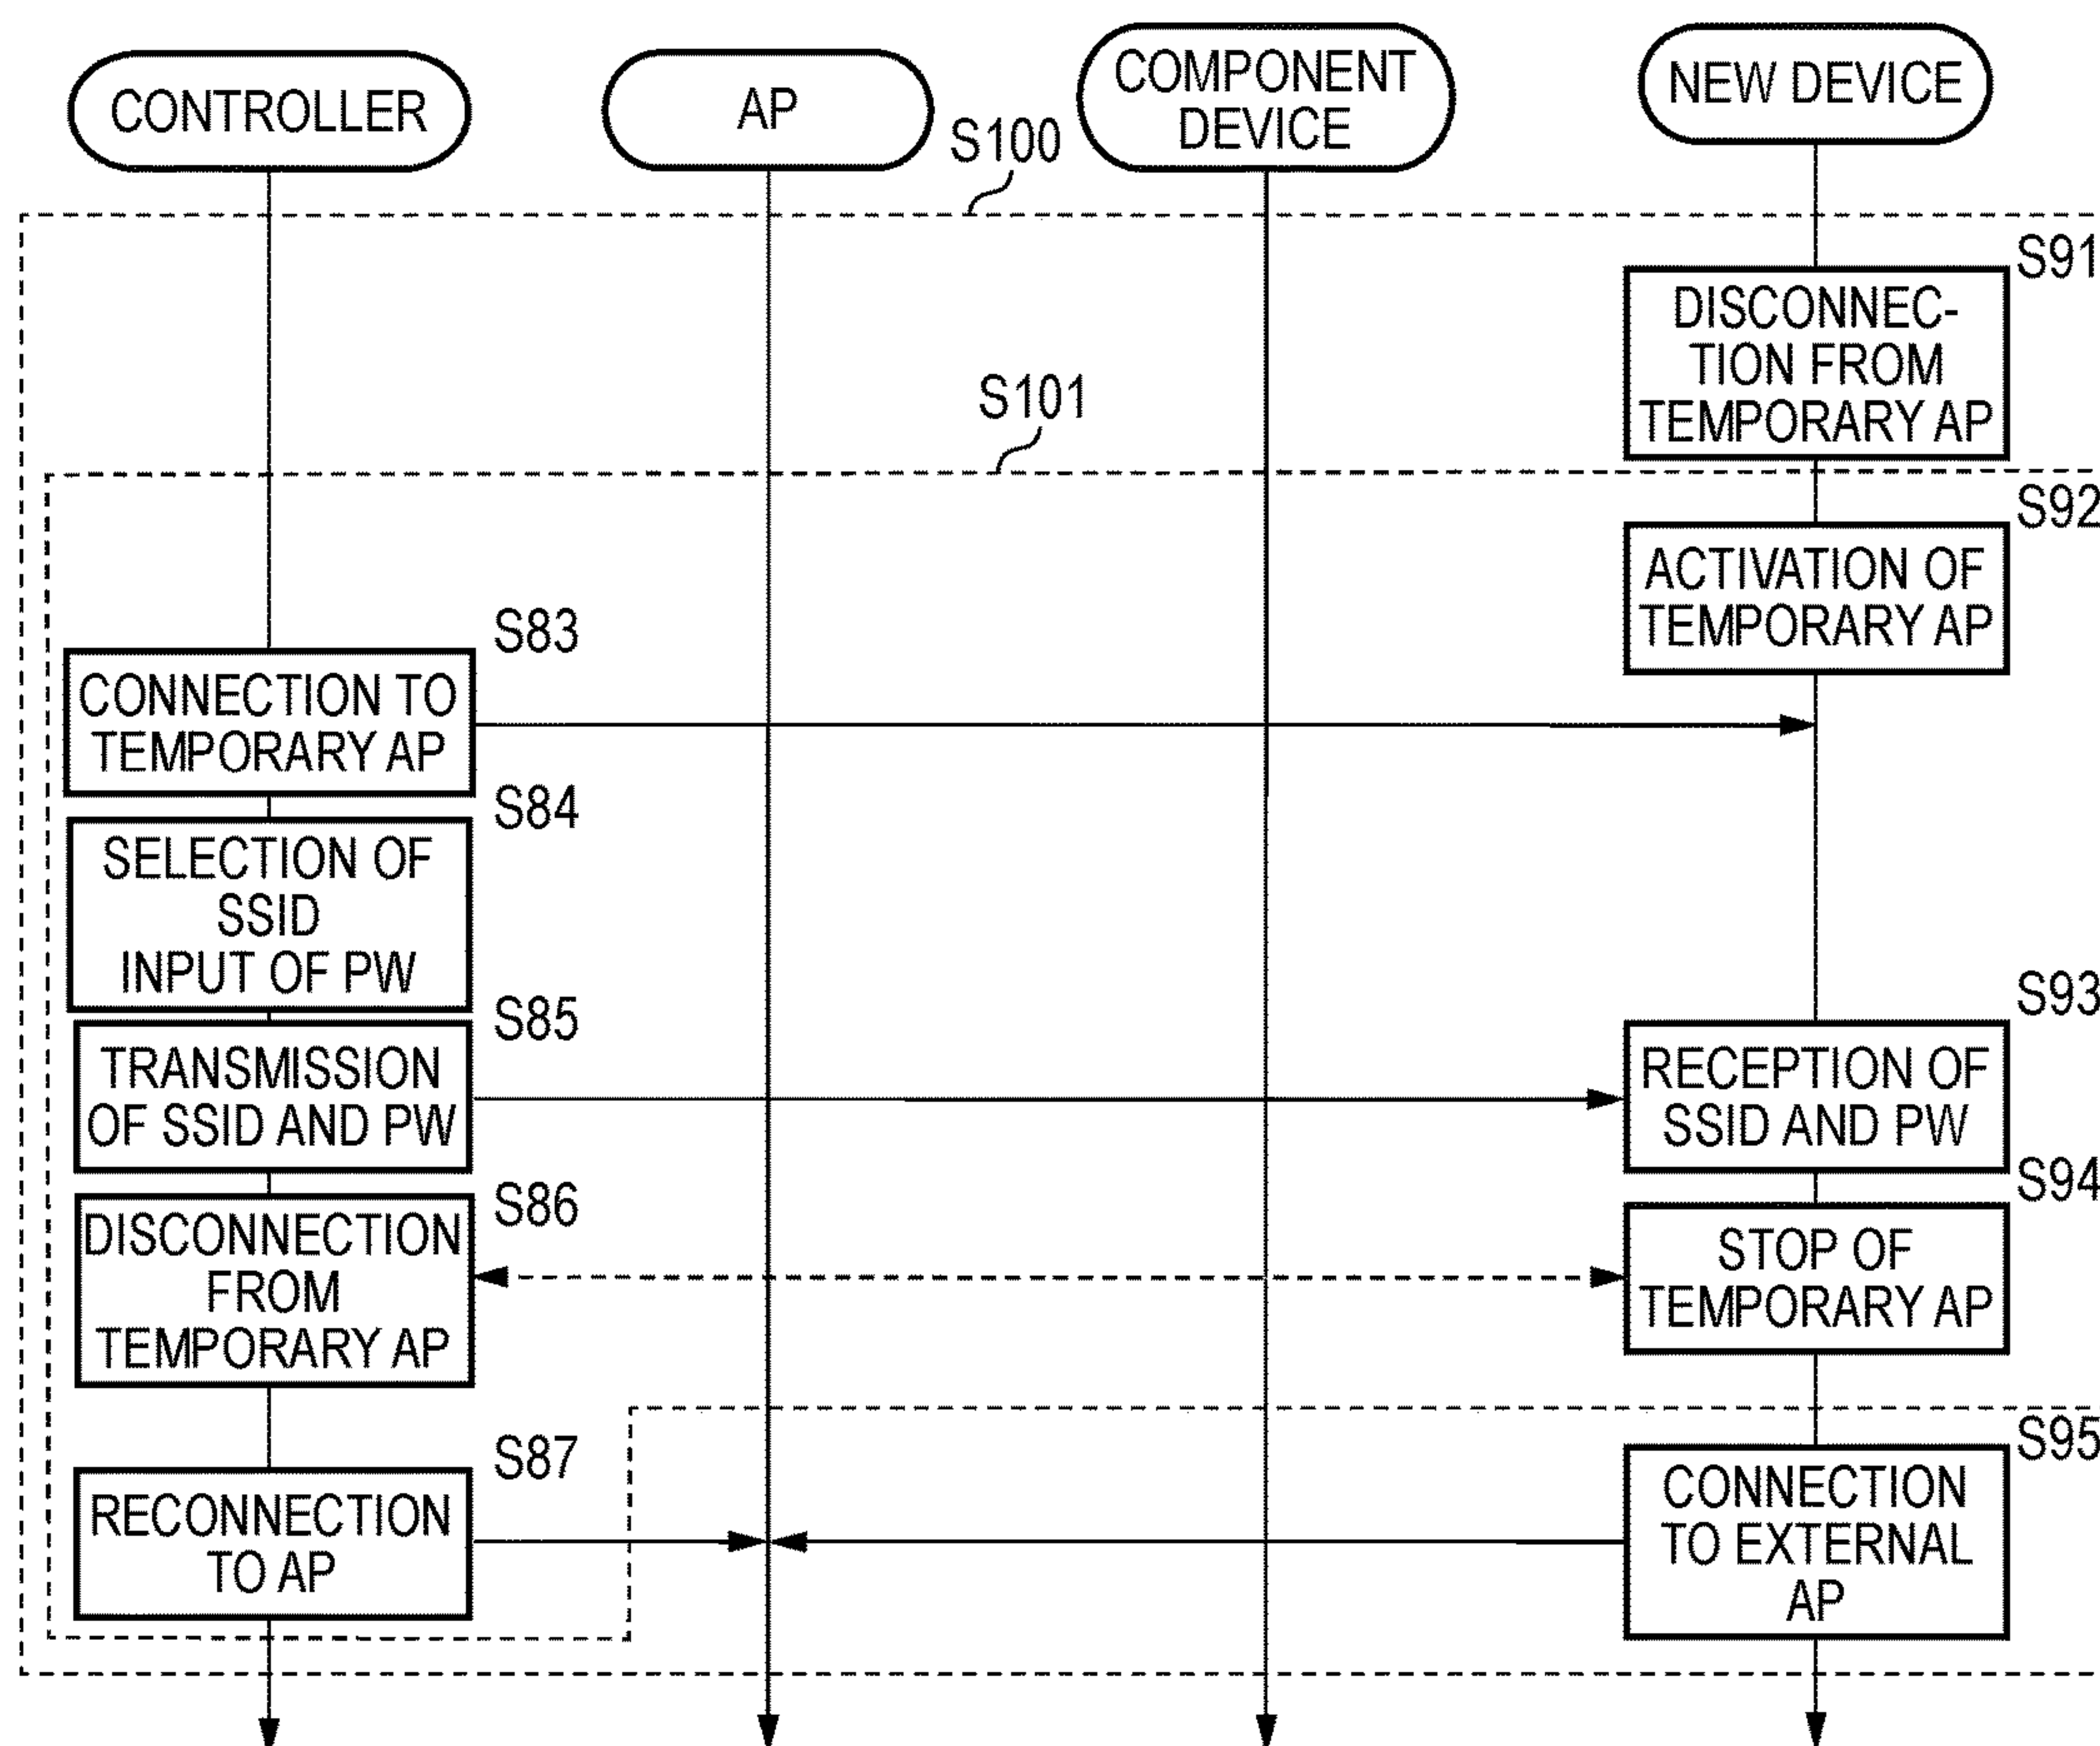 CONTROLLER
AP
COMPONENT
DEVICE
NEW DEVICE
S100
S91
DISCONNEC-
TION FROM
TEMPORARY AP
S101
S92
ACTIVATION OF
TEMPORARY AP
S83
CONNECTION TO
TEMPORARY AP
S84
SELECTION OF
SSID
INPUT OF PW
S85
TRANSMISSION
OF SSID AND PW
S93
RECEPTION OF
SSID AND PW
S86
DISCONNECTION
FROM
TEMPORARY AP
S94
STOP OF
TEMPORARY AP
S87
RECONNECTION
TO AP
S95
CONNECTION
TO EXTERNAL
AP